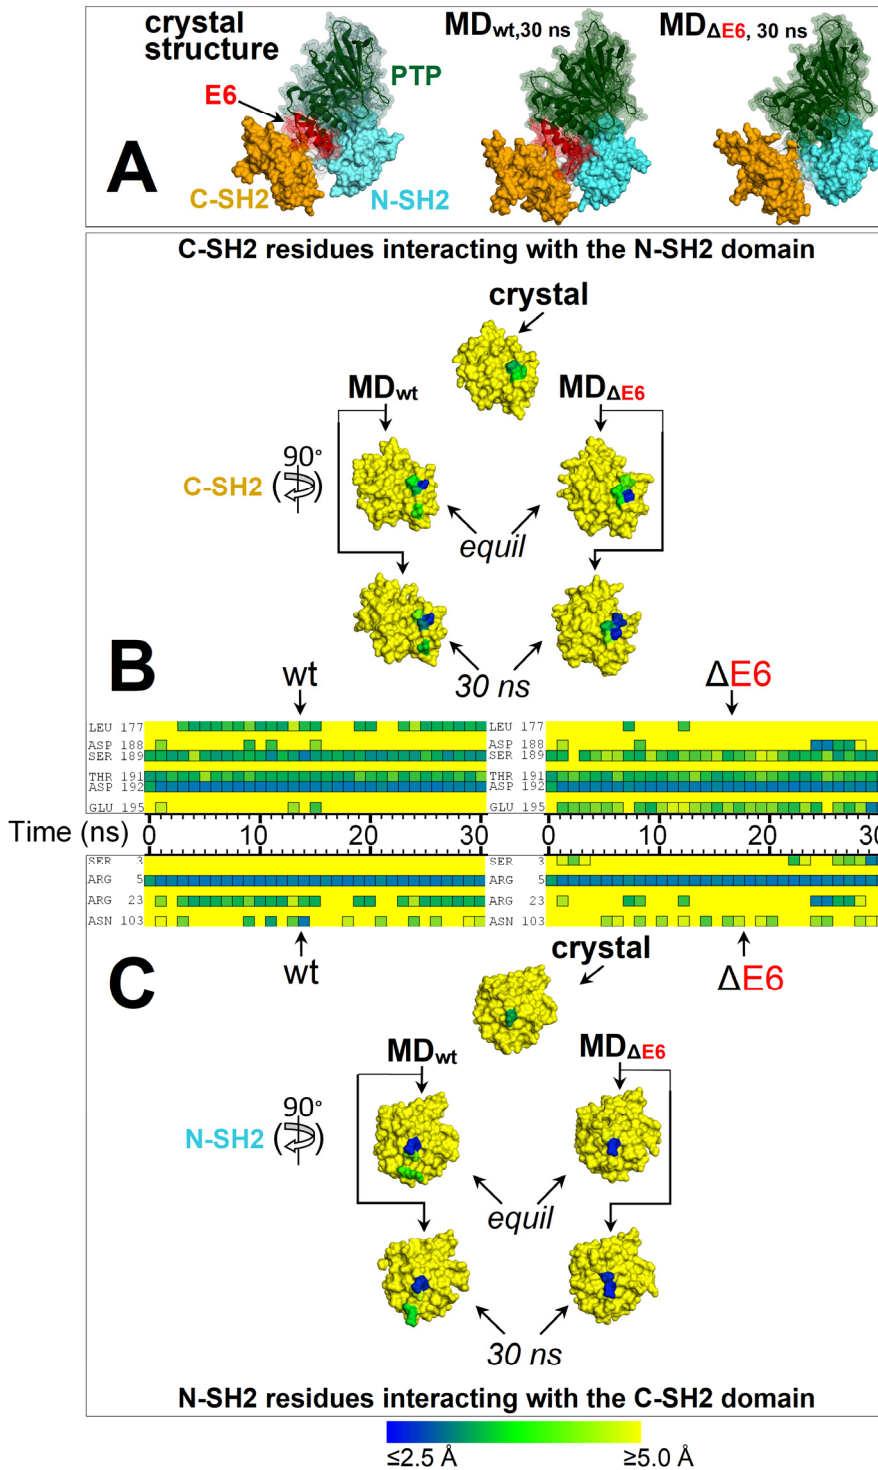 crystal structure
MDwt,30 ns
MDΔE6, 30 ns
PTP
E6
A
C-SH2
N-SH2
C-SH2 residues interacting with the N-SH2 domain
crystal
MDwt
MDΔE6
90°
C-SH2 ( )
equil
30 ns
B
wt
ΔE6
LEU 177
LEU 177
ASP 188
ASP 188
SER 189
SER 189
THR 191
THR 191
ASP 192
ASP 192
GLU 195
GLU 195
Time (ns) 0 10 20 30 0 10 20 30
SER 3
SER 3
ARG 5
ARG 5
ARG 23
ARG 23
ASN 103
ASN 103
wt
ΔE6
C
crystal
MDwt
MDΔE6
90°
N-SH2 ( )
equil
30 ns
N-SH2 residues interacting with the C-SH2 domain
≤2.5 Å
≥5.0 Å